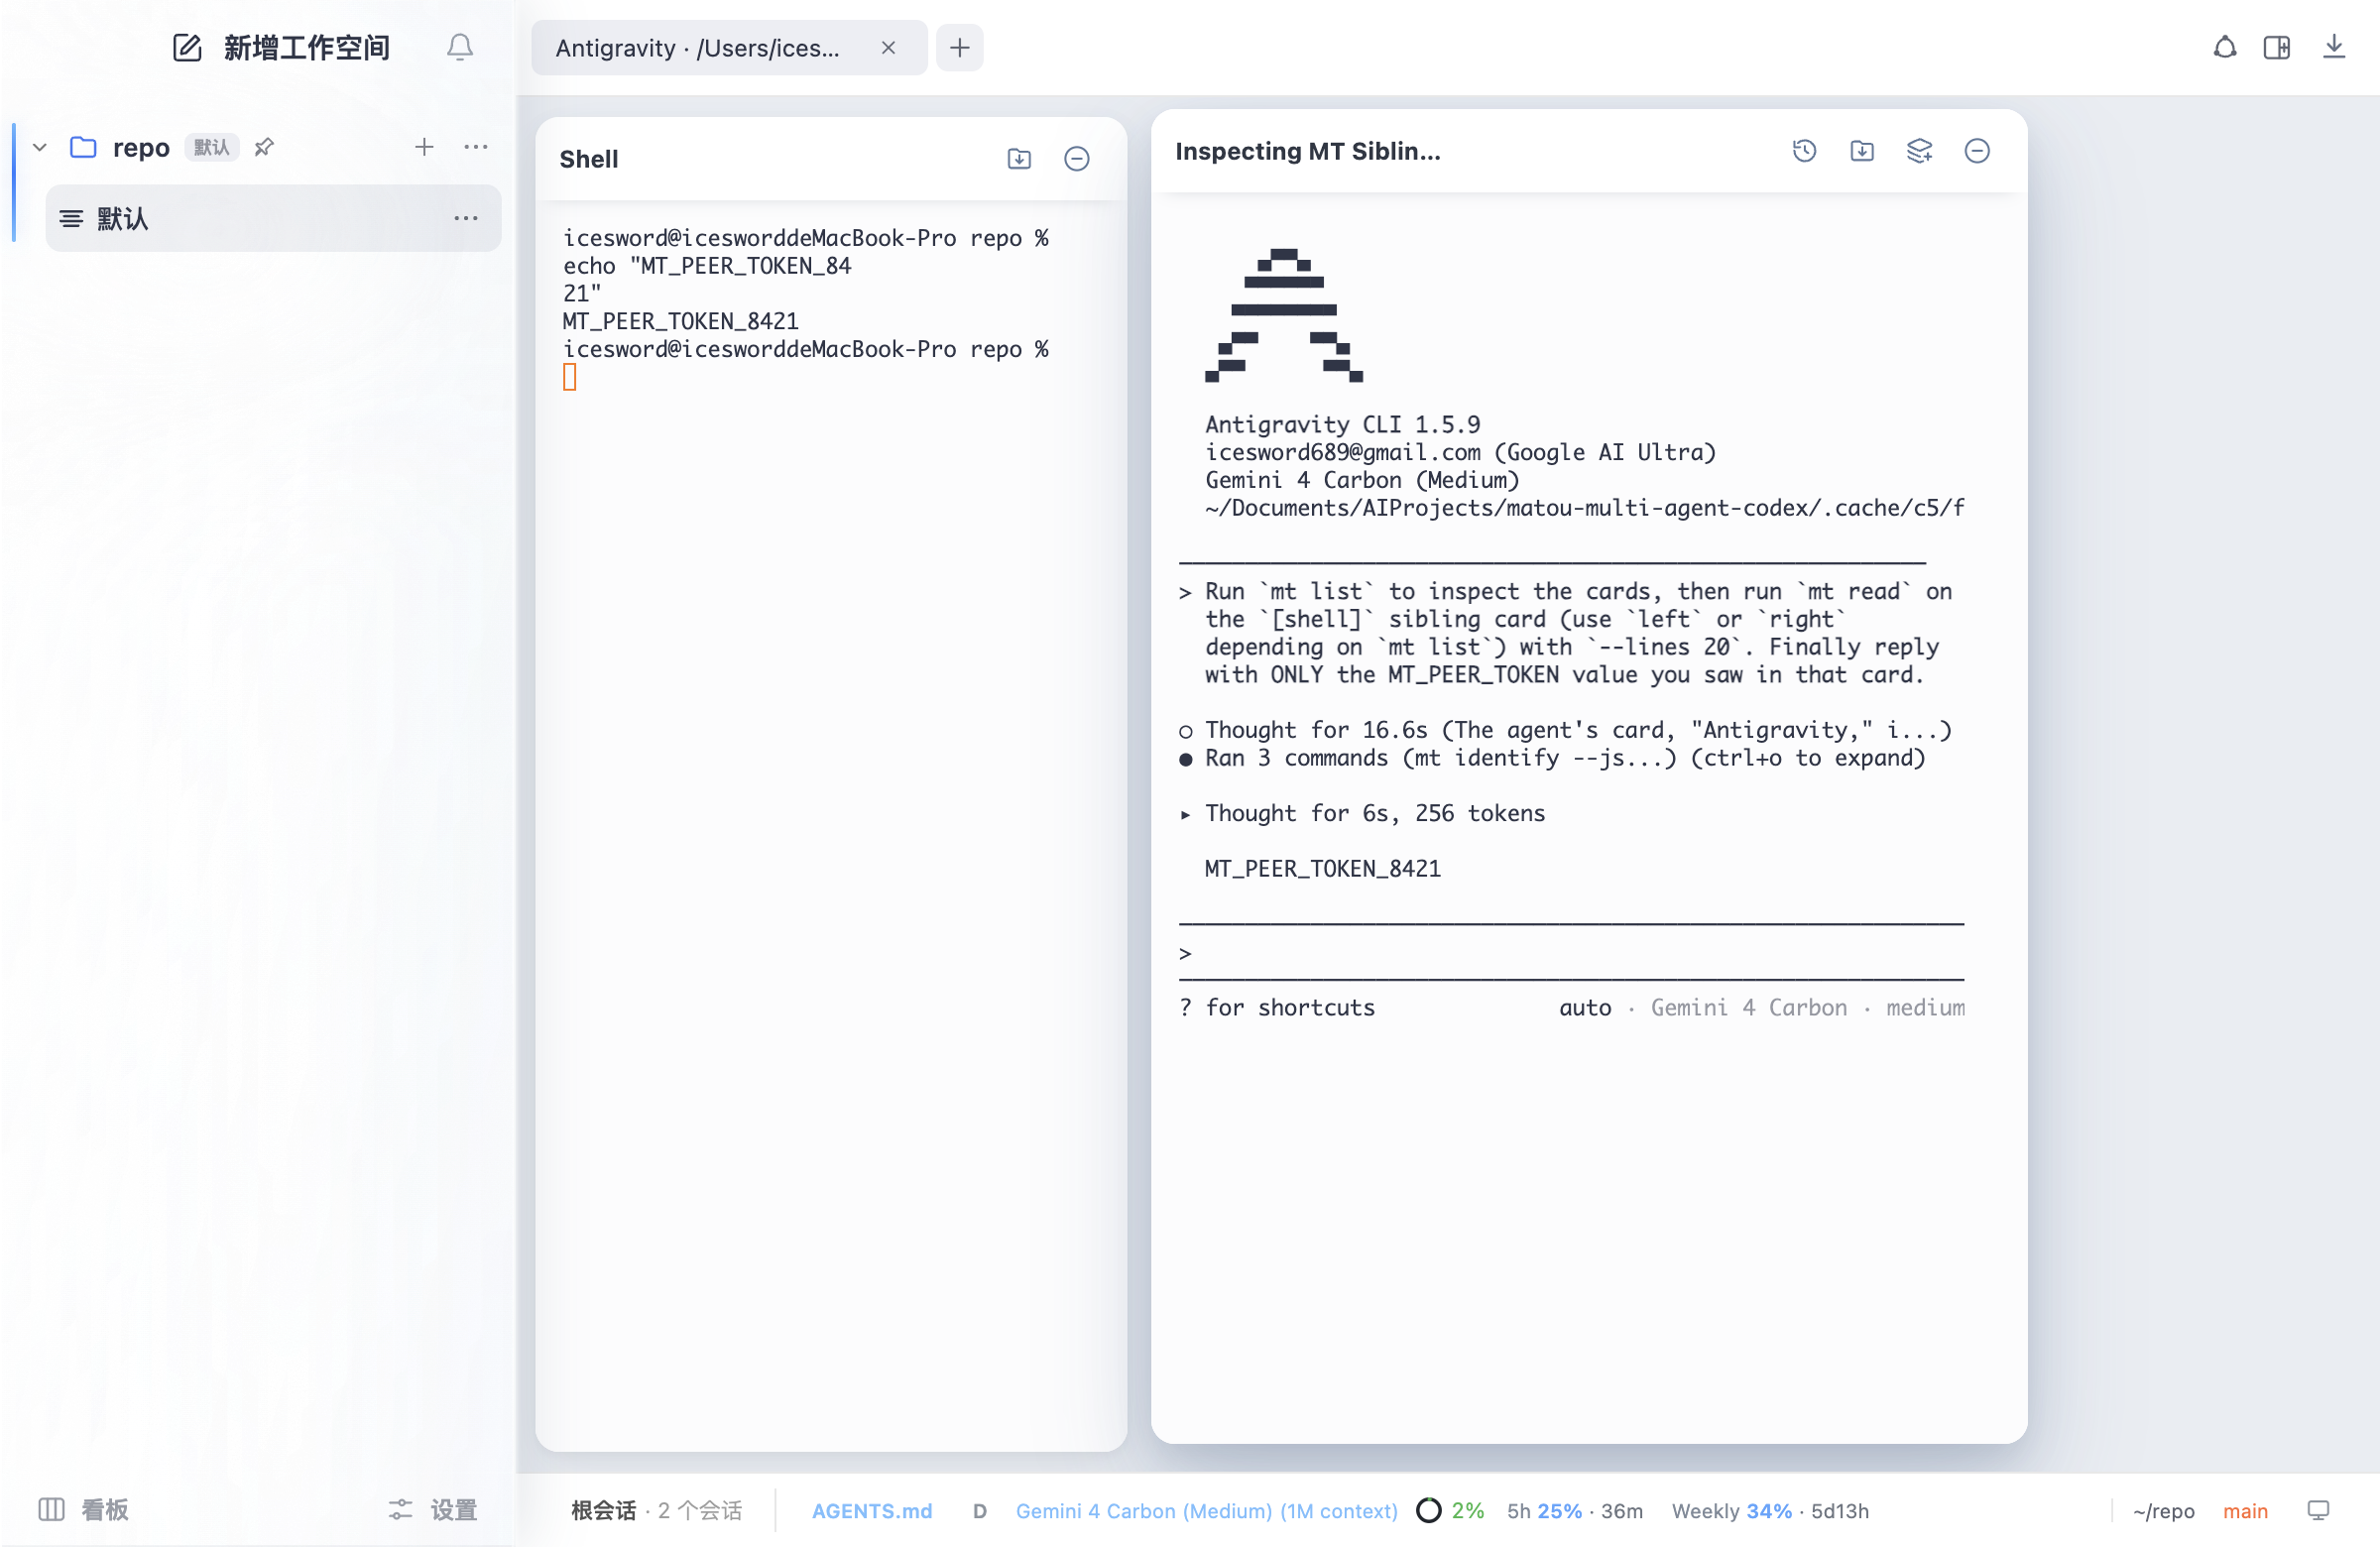 新增工作空间
repo 默认
默认
看板
设置
Antigravity · /Users/ices...
Shell
icesword@icesworddeMacBook-Pro repo %
echo "MT_PEER_TOKEN_84
21"
MT_PEER_TOKEN_8421
icesword@icesworddeMacBook-Pro repo %
Inspecting MT Siblin...
Antigravity CLI 1.5.9
icesword689@gmail.com (Google AI Ultra)
Gemini 4 Carbon (Medium)
~/Documents/AIProjects/matou-multi-agent-codex/.cache/c5/f
> Run `mt list` to inspect the cards, then run `mt read` on
the `[shell]` sibling card (use `left` or `right`
depending on `mt list`) with `--lines 20`. Finally reply
with ONLY the MT_PEER_TOKEN value you saw in that card.
○ Thought for 16.6s (The agent's card, "Antigravity," i...)
● Ran 3 commands (mt identify --js...) (ctrl+o to expand)
▸ Thought for 6s, 256 tokens
MT_PEER_TOKEN_8421
>
? for shortcuts auto · Gemini 4 Carbon · medium
根会话 · 2 个会话 AGENTS.md D Gemini 4 Carbon (Medium) (1M context) 2% 5h 25% · 36m Weekly 34% · 5d13h ~/repo main